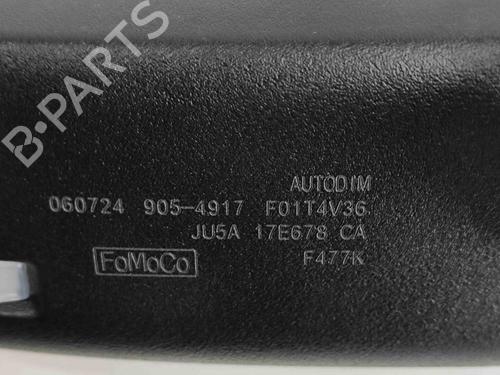 B-PARTS
AUTODIM
060724 905-4917 F01T4V36
JU5A 17E678 CA
FoMoCo F477K